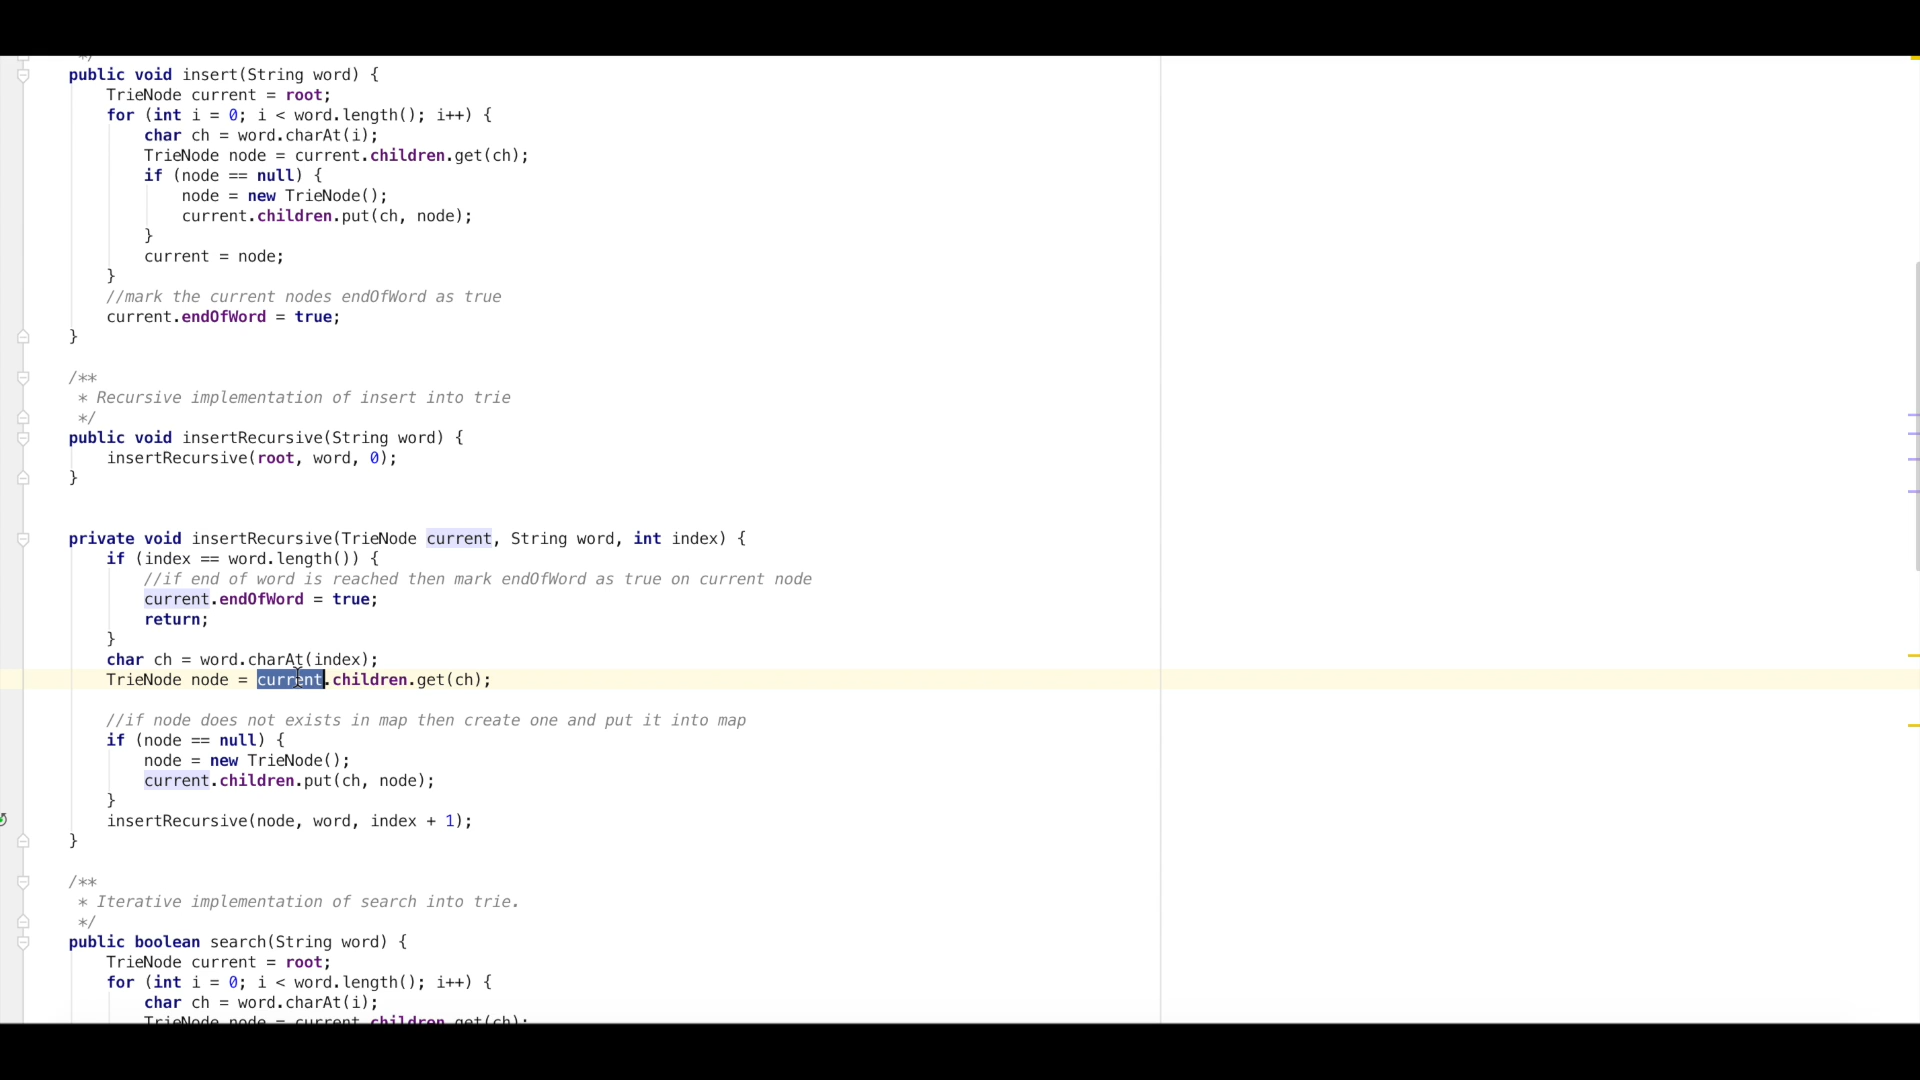 */
public void insert(String word) {
TrieNode current = root;
for (int i = 0; i < word.length(); i++) {
char ch = word.charAt(i);
TrieNode node = current.children.get(ch);
if (node == null) {
node = new TrieNode();
current.children.put(ch, node);
}
current = node;
}
//mark the current nodes endOfWord as true
current.endOfWord = true;
}
/**
* Recursive implementation of insert into trie
*/
public void insertRecursive(String word) {
insertRecursive(root, word, 0);
}
private void insertRecursive(TrieNode current, String word, int index) {
if (index == word.length()) {
//if end of word is reached then mark endOfWord as true on current node
current.endOfWord = true;
return;
}
char ch = word.charAt(index);
TrieNode node = current.children.get(ch);
//if node does not exists in map then create one and put it into map
if (node == null) {
node = new TrieNode();
current.children.put(ch, node);
}
insertRecursive(node, word, index + 1);
}
/**
* Iterative implementation of search into trie.
*/
public boolean search(String word) {
TrieNode current = root;
for (int i = 0; i < word.length(); i++) {
char ch = word.charAt(i);
TrieNode node = current.children.get(ch);